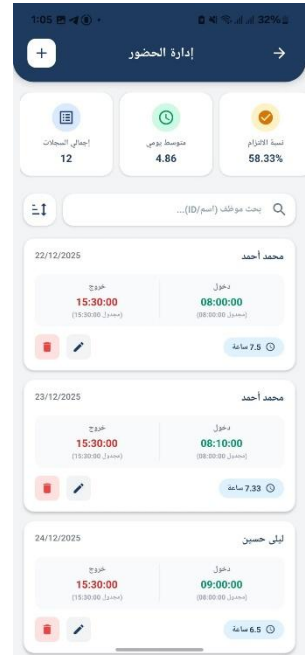 1:05
32%
إدارة الحضور
نسبة الالتزام
58.33%
متوسط يومي
4.86
إجمالي السجلات
12
بحث موظف (اسم/ID)...
محمد أحمد
22/12/2025
دخول
08:00:00
(مجدول 08:00:00)
خروج
15:30:00
(مجدول 15:30:00)
7.5 ساعة
محمد أحمد
23/12/2025
دخول
08:10:00
(مجدول 08:00:00)
خروج
15:30:00
(مجدول 15:30:00)
7.33 ساعة
ليلى حسين
24/12/2025
دخول
09:00:00
(مجدول 08:00:00)
خروج
15:30:00
(مجدول 15:30:00)
6.5 ساعة